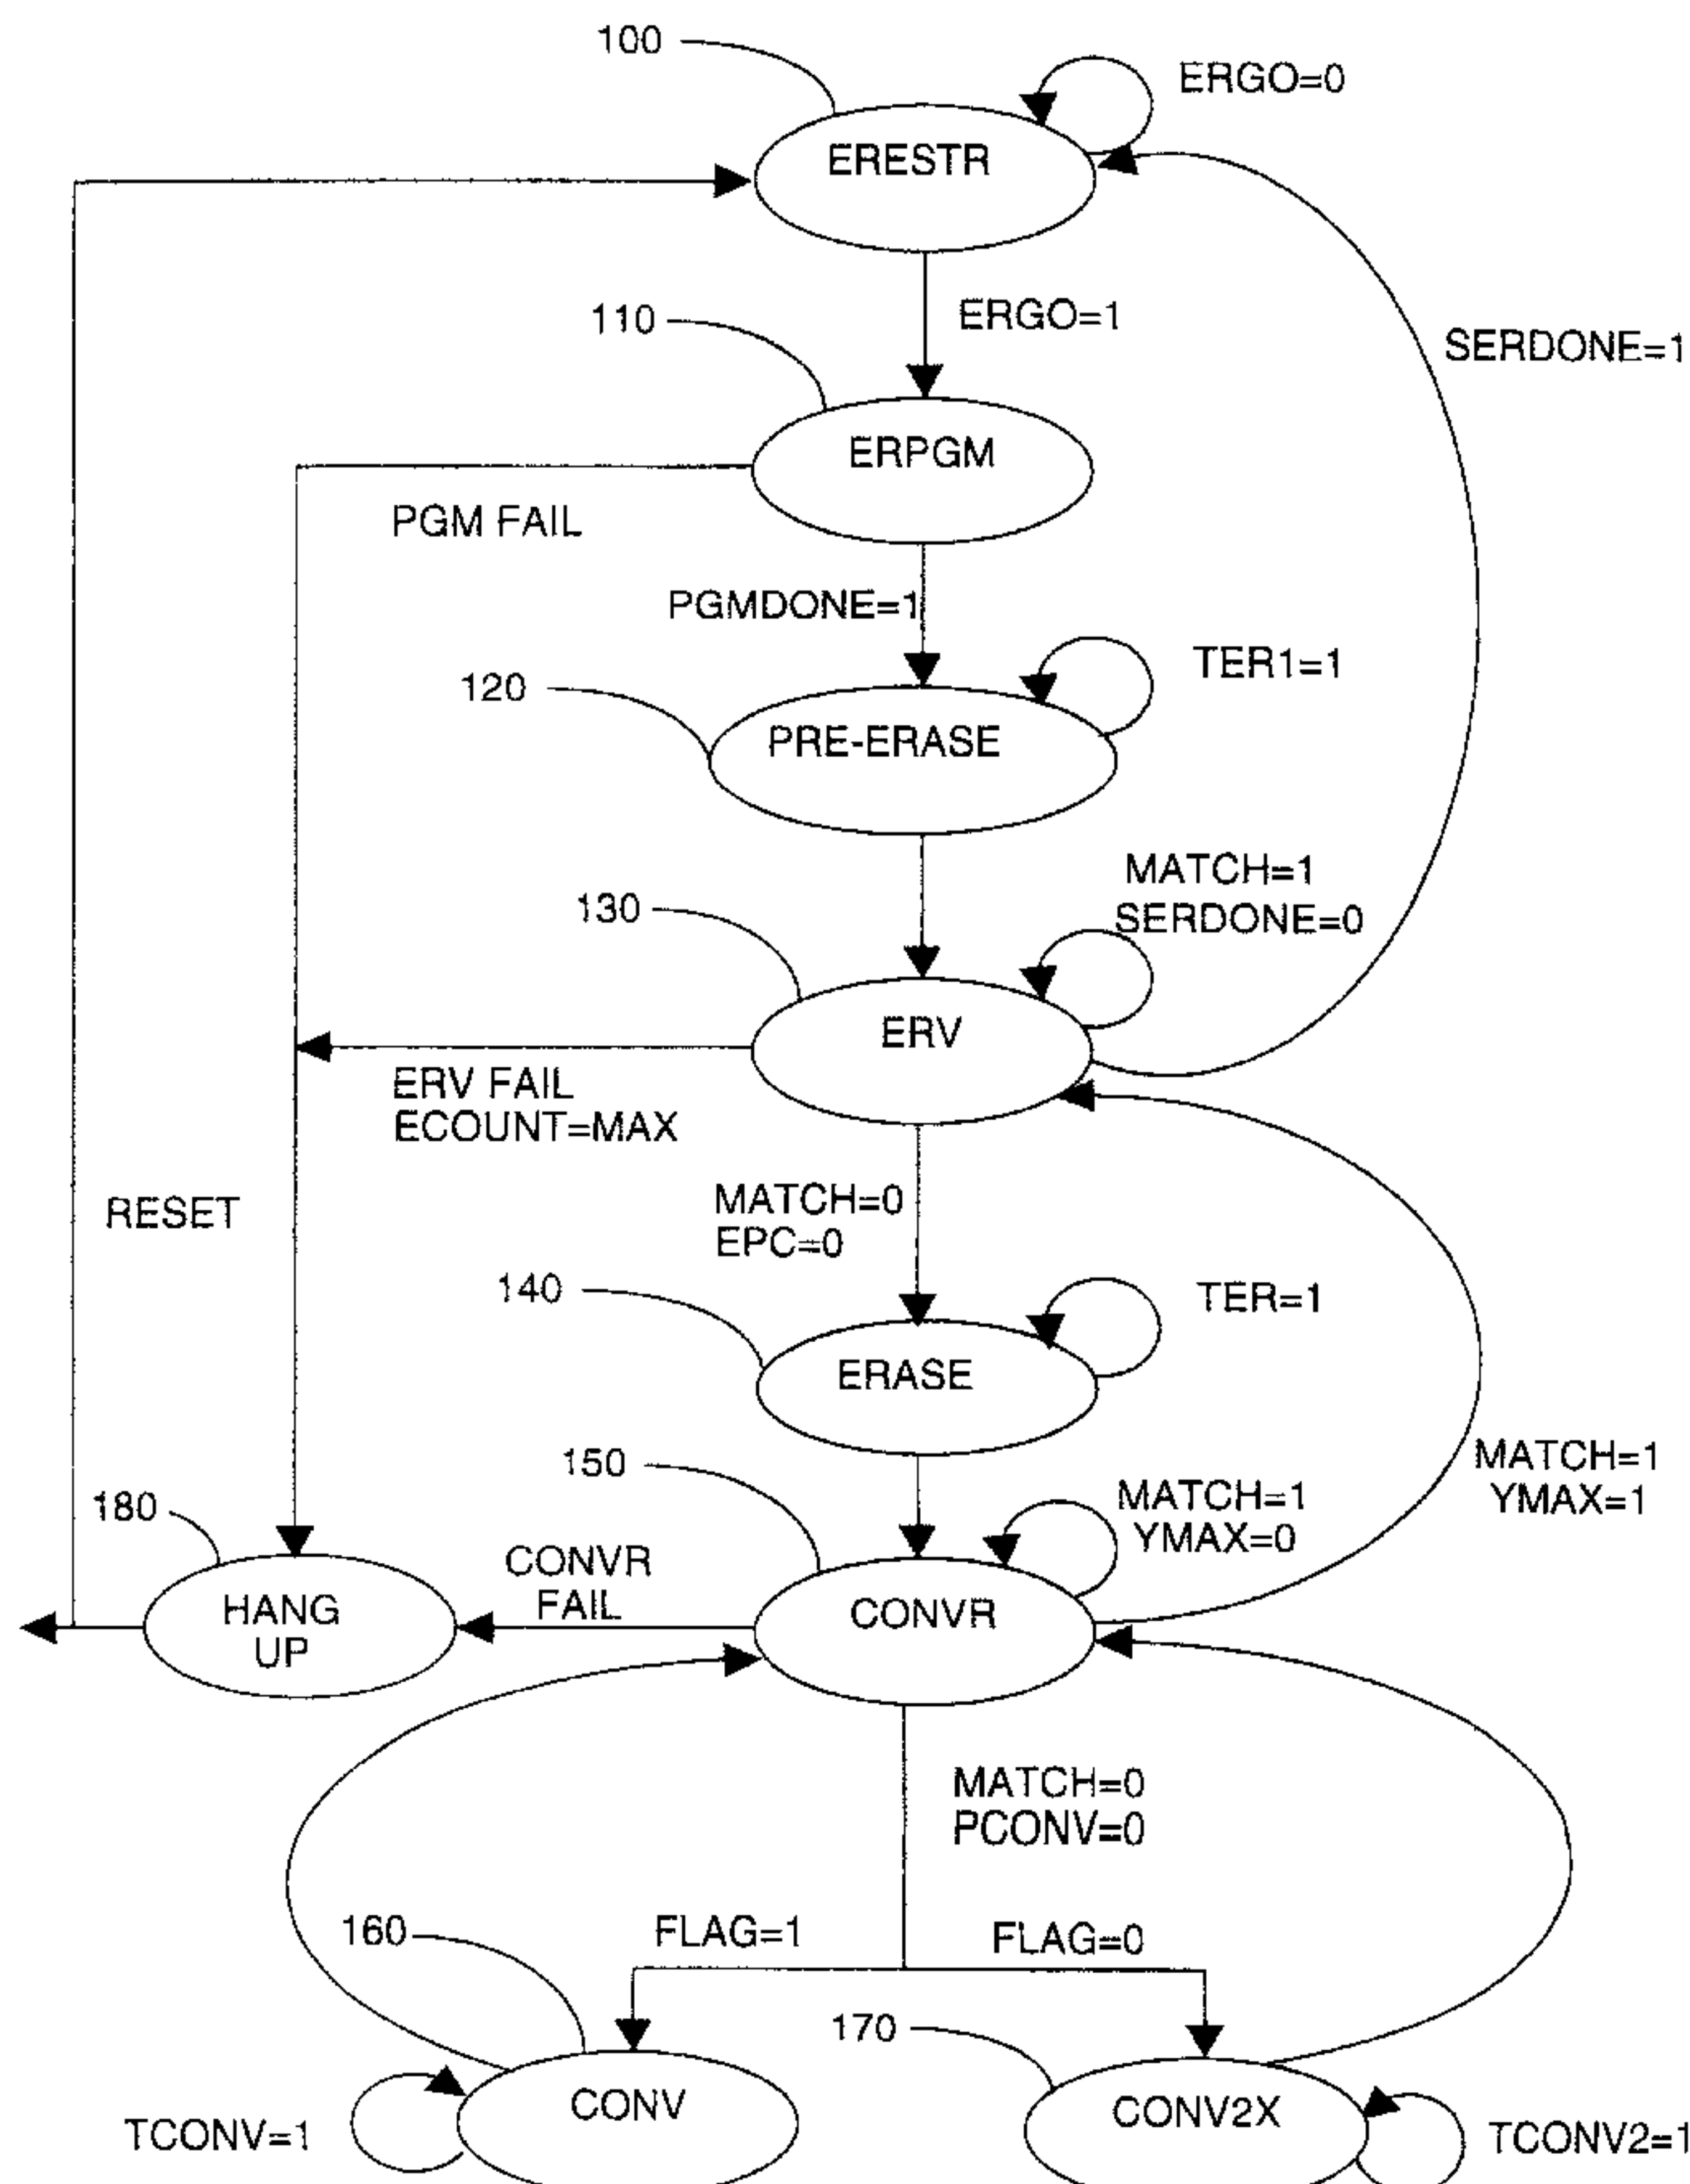 100
ERGO=0
ERESTR
ERGO=1
110
SERDONE=1
ERPGM
PGM FAIL
PGMDONE=1
TER1=1
120
PRE-ERASE
MATCH=1
SERDONE=0
130
ERV
ERV FAIL
ECOUNT=MAX
RESET
MATCH=0
EPC=0
140
TER=1
ERASE
150
MATCH=1
YMAX=1
MATCH=1
YMAX=0
180
CONVR
FAIL
HANG
UP
CONVR
MATCH=0
PCONV=0
160
FLAG=1
FLAG=0
170
CONV
CONV2X
TCONV=1
TCONV2=1